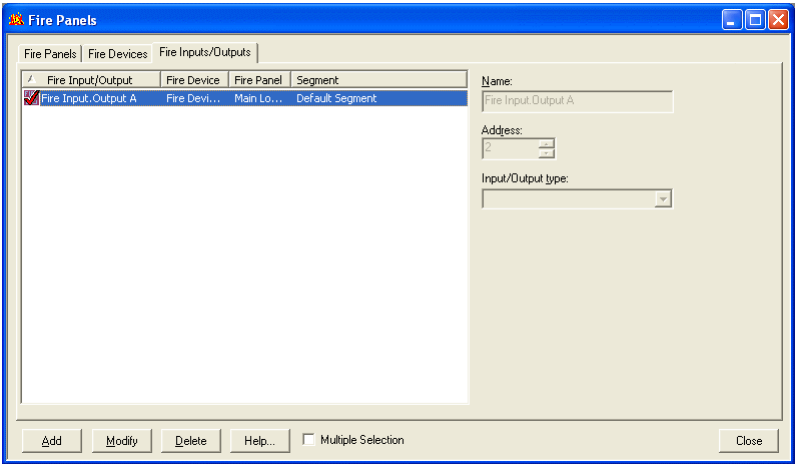 Fire Panels
Fire Panels Fire Devices Fire Inputs/Outputs
Fire Input/Output Fire Device Fire Panel Segment
Fire Input.Output A Fire Devi... Main Lo... Default Segment
Name:
Fire Input.Output A
Address:
2
Input/Output type:
Add Modify Delete Help... Multiple Selection Close